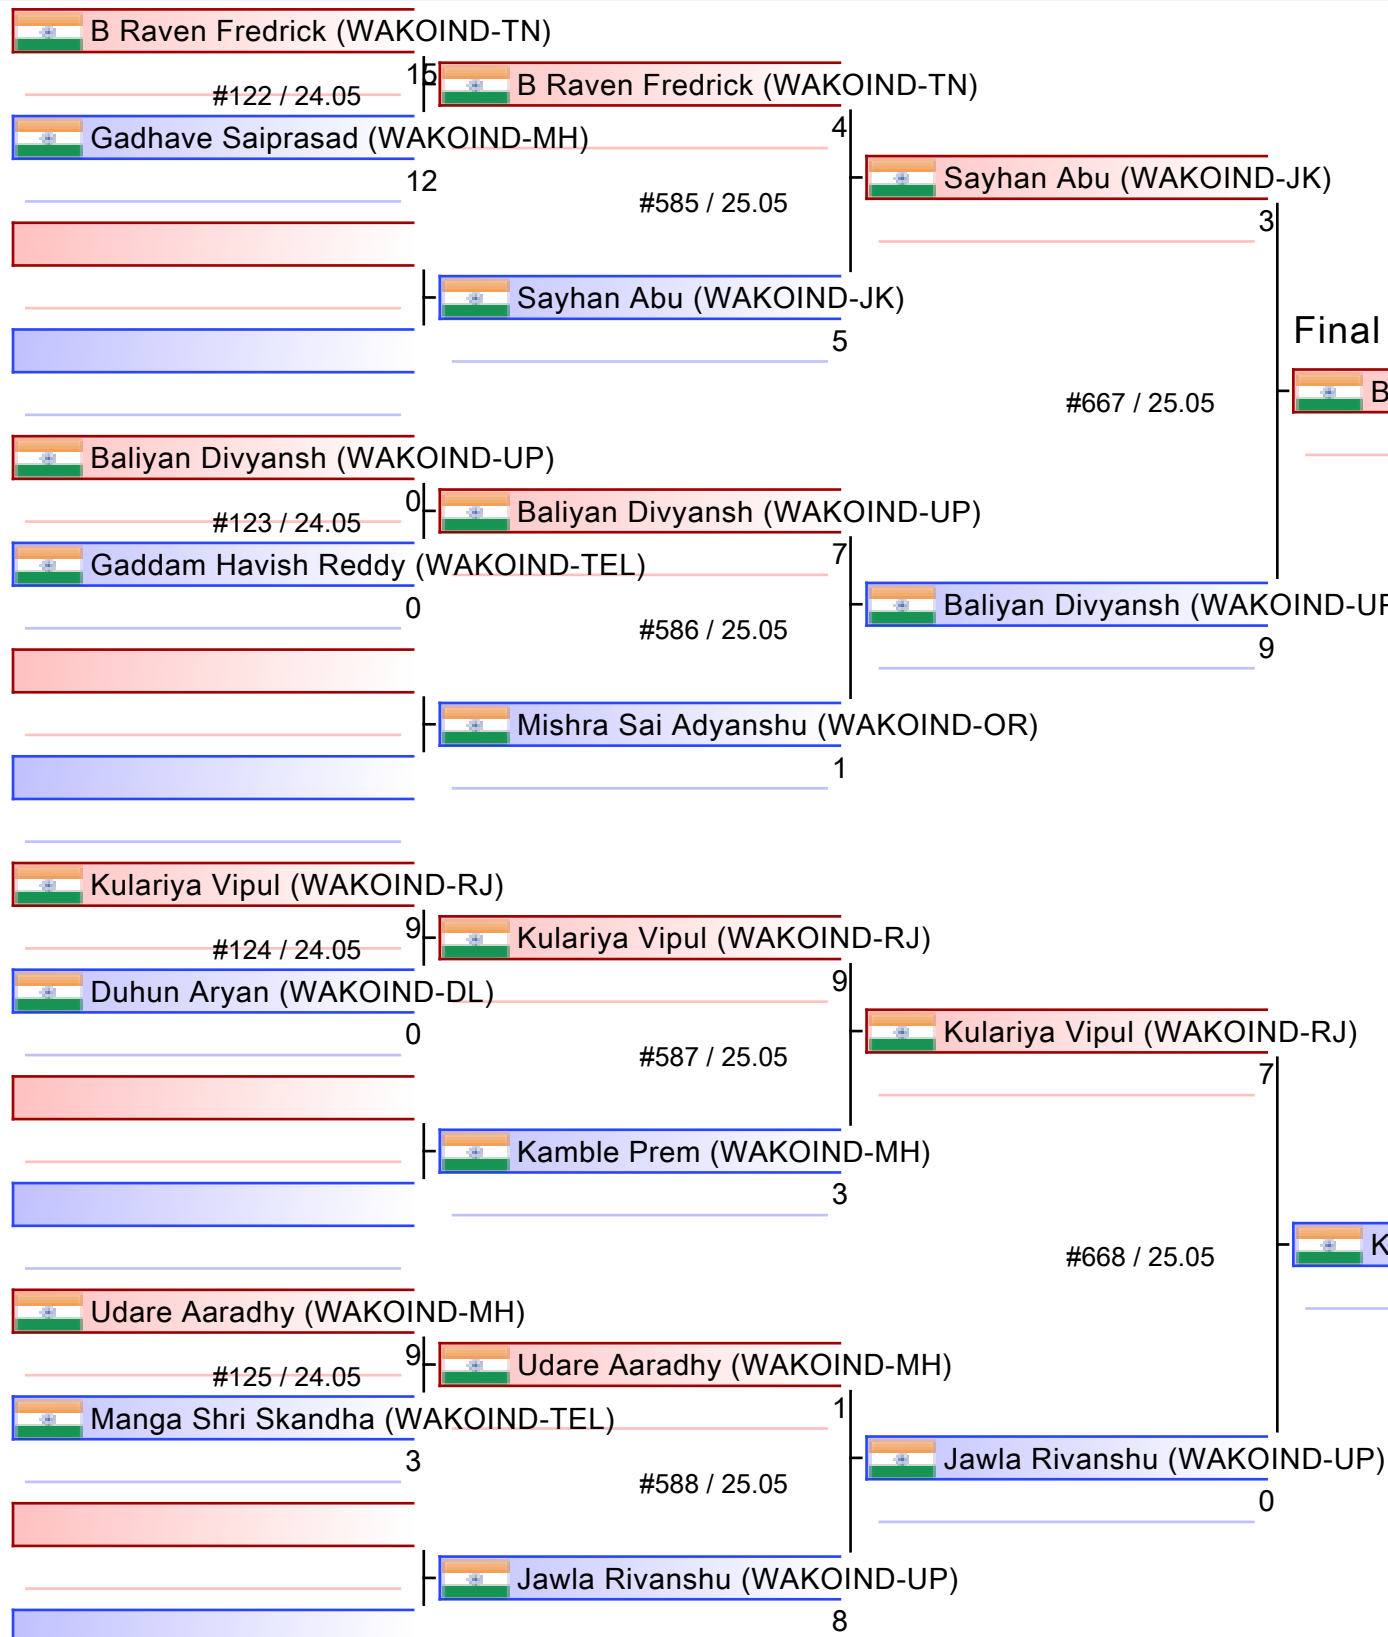 B Raven Fredrick (WAKOIND-TN)
15
#122 / 24.05
Gadhave Saiprasad (WAKOIND-MH)
12
B Raven Fredrick (WAKOIND-TN)
4
#585 / 25.05
Sayhan Abu (WAKOIND-JK)
5
Sayhan Abu (WAKOIND-JK)
3
#667 / 25.05
Final
B
Baliyan Divyansh (WAKOIND-UP)
0
#123 / 24.05
Gaddam Havish Reddy (WAKOIND-TEL)
0
Baliyan Divyansh (WAKOIND-UP)
7
#586 / 25.05
Mishra Sai Adyanshu (WAKOIND-OR)
1
Baliyan Divyansh (WAKOIND-UP
9
Kulariya Vipul (WAKOIND-RJ)
9
#124 / 24.05
Duhun Aryan (WAKOIND-DL)
0
Kulariya Vipul (WAKOIND-RJ)
9
#587 / 25.05
Kamble Prem (WAKOIND-MH)
3
Kulariya Vipul (WAKOIND-RJ)
7
#668 / 25.05
K
Udare Aaradhy (WAKOIND-MH)
9
#125 / 24.05
Manga Shri Skandha (WAKOIND-TEL)
3
Udare Aaradhy (WAKOIND-MH)
1
#588 / 25.05
Jawla Rivanshu (WAKOIND-UP)
8
Jawla Rivanshu (WAKOIND-UP)
0